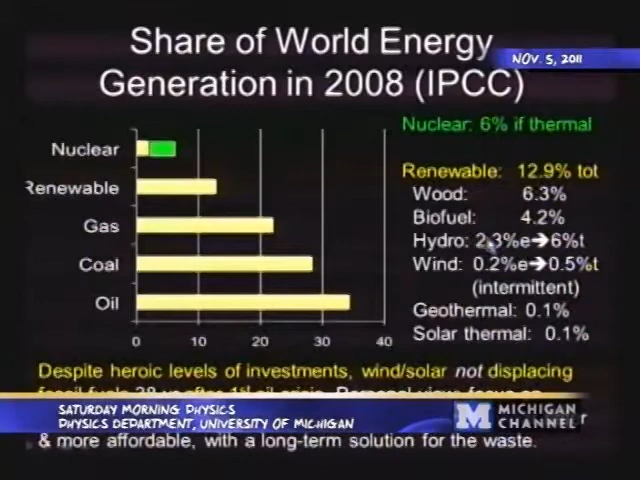 Share of World Energy
Generation in 2008 (IPCC)
NOV. 5, 2011
Nuclear: 6% if thermal
Nuclear
Renewable
Gas
Coal
Oil
0 10 20 30 40
Renewable: 12.9% tot
Wood: 6.3%
Biofuel: 4.2%
Hydro: 2.3%e→6%t
Wind: 0.2%e→0.5%t
(intermittent)
Geothermal: 0.1%
Solar thermal: 0.1%
Despite heroic levels of investments, wind/solar not displacing
SATURDAY MORNING PHYSICS
PHYSICS DEPARTMENT, UNIVERSITY OF MICHIGAN
M MICHIGAN
CHANNEL
& more affordable, with a long-term solution for the waste.